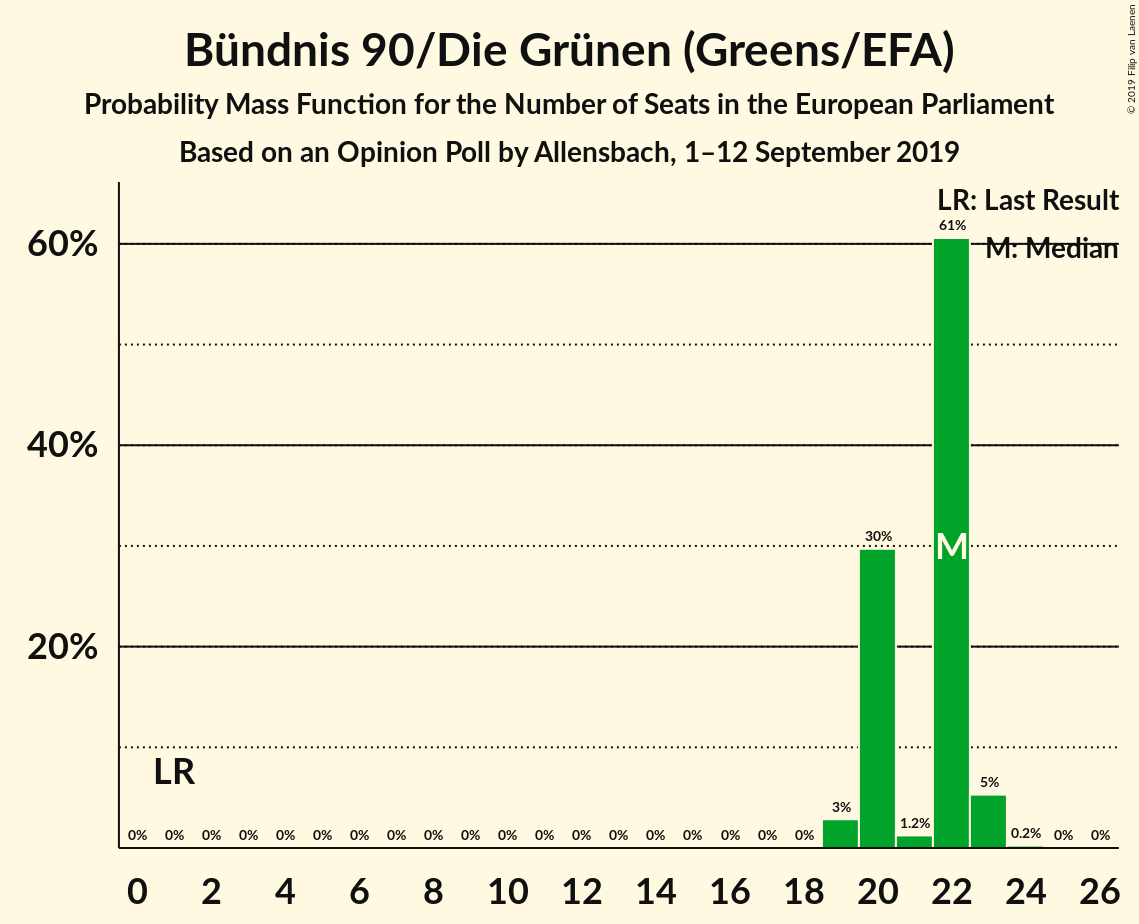 Bündnis 90/Die Grünen (Greens/EFA)
Probability Mass Function for the Number of Seats in the European Parliament
Based on an Opinion Poll by Allensbach, 1–12 September 2019
© 2019 Filip van Laenen
LR: Last Result
M: Median
60%
40%
20%
61%
30%
M
LR
5%
3%
1.2%
0.2%
0% 0% 0% 0% 0% 0% 0% 0% 0% 0% 0% 0% 0% 0% 0% 0% 0% 0% 0% 0% 0%
0 2 4 6 8 10 12 14 16 18 20 22 24 26